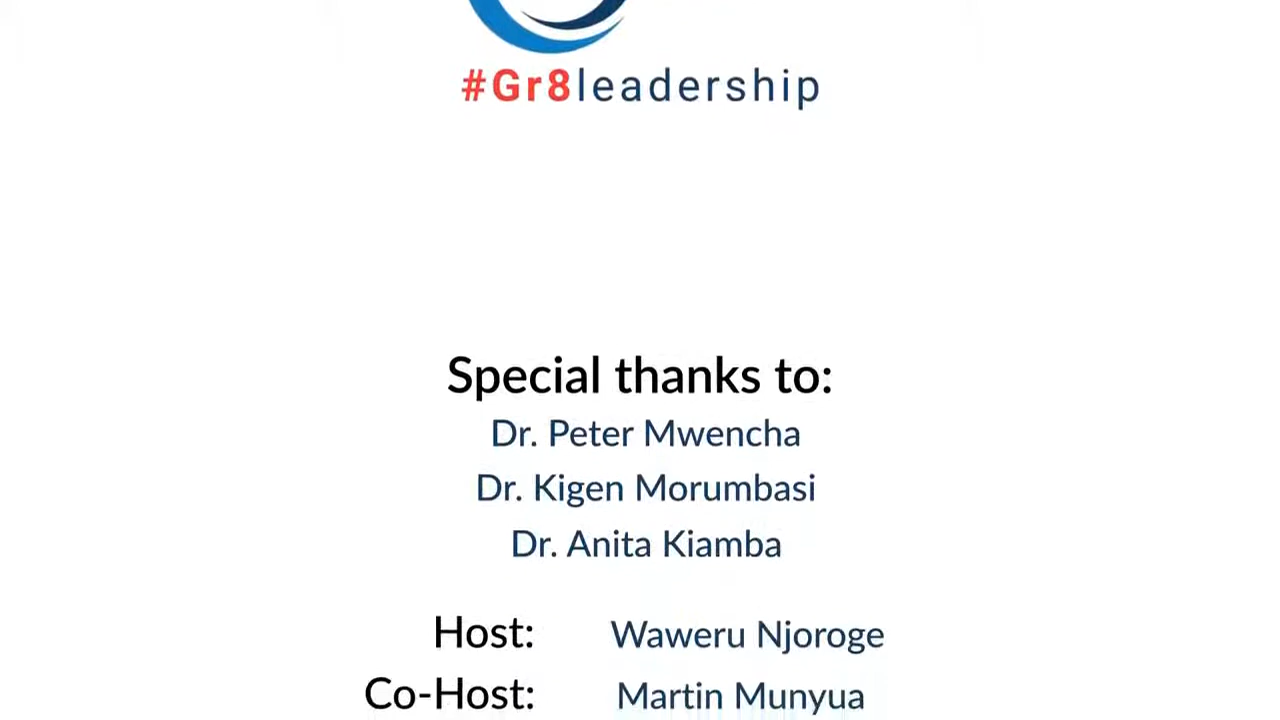 #Gr8leadership
Special thanks to:
Dr. Peter Mwencha
Dr. Kigen Morumbasi
Dr. Anita Kiamba
Host: Waweru Njoroge
Co-Host: Martin Munyua